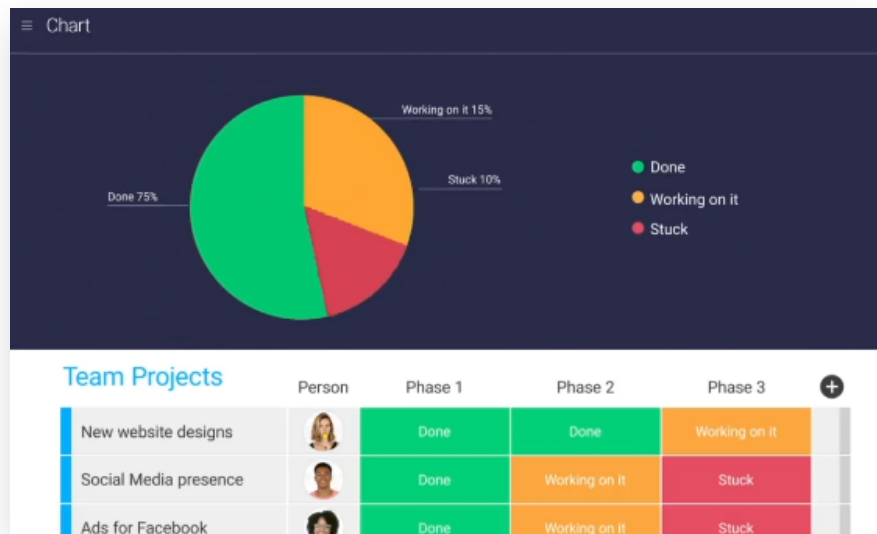 Chart
Working on it 15%
Stuck 10%
Done 75%
Done
Working on it
Stuck
Team Projects Person Phase 1 Phase 2 Phase 3
New website designs Done Done Working on it
Social Media presence Done Working on it Stuck
Ads for Facebook Done Working on it Stuck